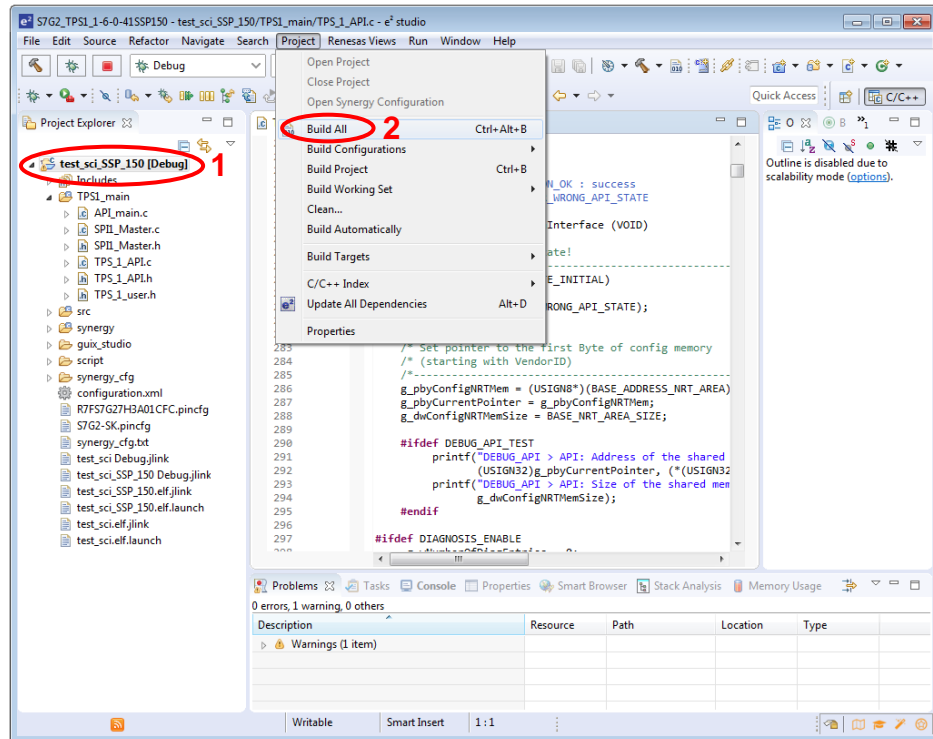 S7G2_TPS1_1-6-0-41SSP150 - test_sci_SSP_150/TPS1_main/TPS_1_API.c - e² studio
File Edit Source Refactor Navigate Search Project Renesas Views Run Window Help
Debug
Quick Access C/C++
Open Project
Close Project
Open Synergy Configuration
Build All Ctrl+Alt+B
2
Build Configurations
Build Project Ctrl+B
Build Working Set
Clean...
Build Automatically
Build Targets
C/C++ Index
Update All Dependencies Alt+D
Properties
Project Explorer
test_sci_SSP_150 [Debug]
1
Includes
TPS1_main
API_main.c
SPI1_Master.c
SPI1_Master.h
TPS_1_API.c
TPS_1_API.h
TPS_1_user.h
src
synergy
guix_studio
script
synergy_cfg
configuration.xml
R7FS7G27H3A01CFC.pincfg
S7G2-SK.pincfg
synergy_cfg.txt
test_sci Debug.jlink
test_sci_SSP_150 Debug.jlink
test_sci_SSP_150.elf.jlink
test_sci_SSP_150.elf.launch
test_sci.elf.jlink
test_sci.elf.launch
N_OK : success
_WRONG_API_STATE
Interface (VOID)
ate!
E_INITIAL)
RONG_API_STATE);
283 /* Set pointer to the first Byte of config memory
284 /* (starting with VendorID)
285 /*--------------------------------------------------
286 g_pbyConfigNRTMem = (USIGN8*)(BASE_ADDRESS_NRT_AREA)
287 g_pbyCurrentPointer = g_pbyConfigNRTMem;
288 g_dwConfigNRTMemSize = BASE_NRT_AREA_SIZE;
289
290 #ifdef DEBUG_API_TEST
291 printf("DEBUG_API > API: Address of the shared
292 (USIGN32)g_pbyCurrentPointer, (*(USIGN32
293 printf("DEBUG_API > API: Size of the shared mem
294 g_dwConfigNRTMemSize);
295 #endif
296
297 #ifdef DIAGNOSIS_ENABLE
O B »1
Outline is disabled due to
scalability mode (options).
Problems Tasks Console Properties Smart Browser Stack Analysis Memory Usage
0 errors, 1 warning, 0 others
Description Resource Path Location Type
Warnings (1 item)
Writable Smart Insert 1 : 1